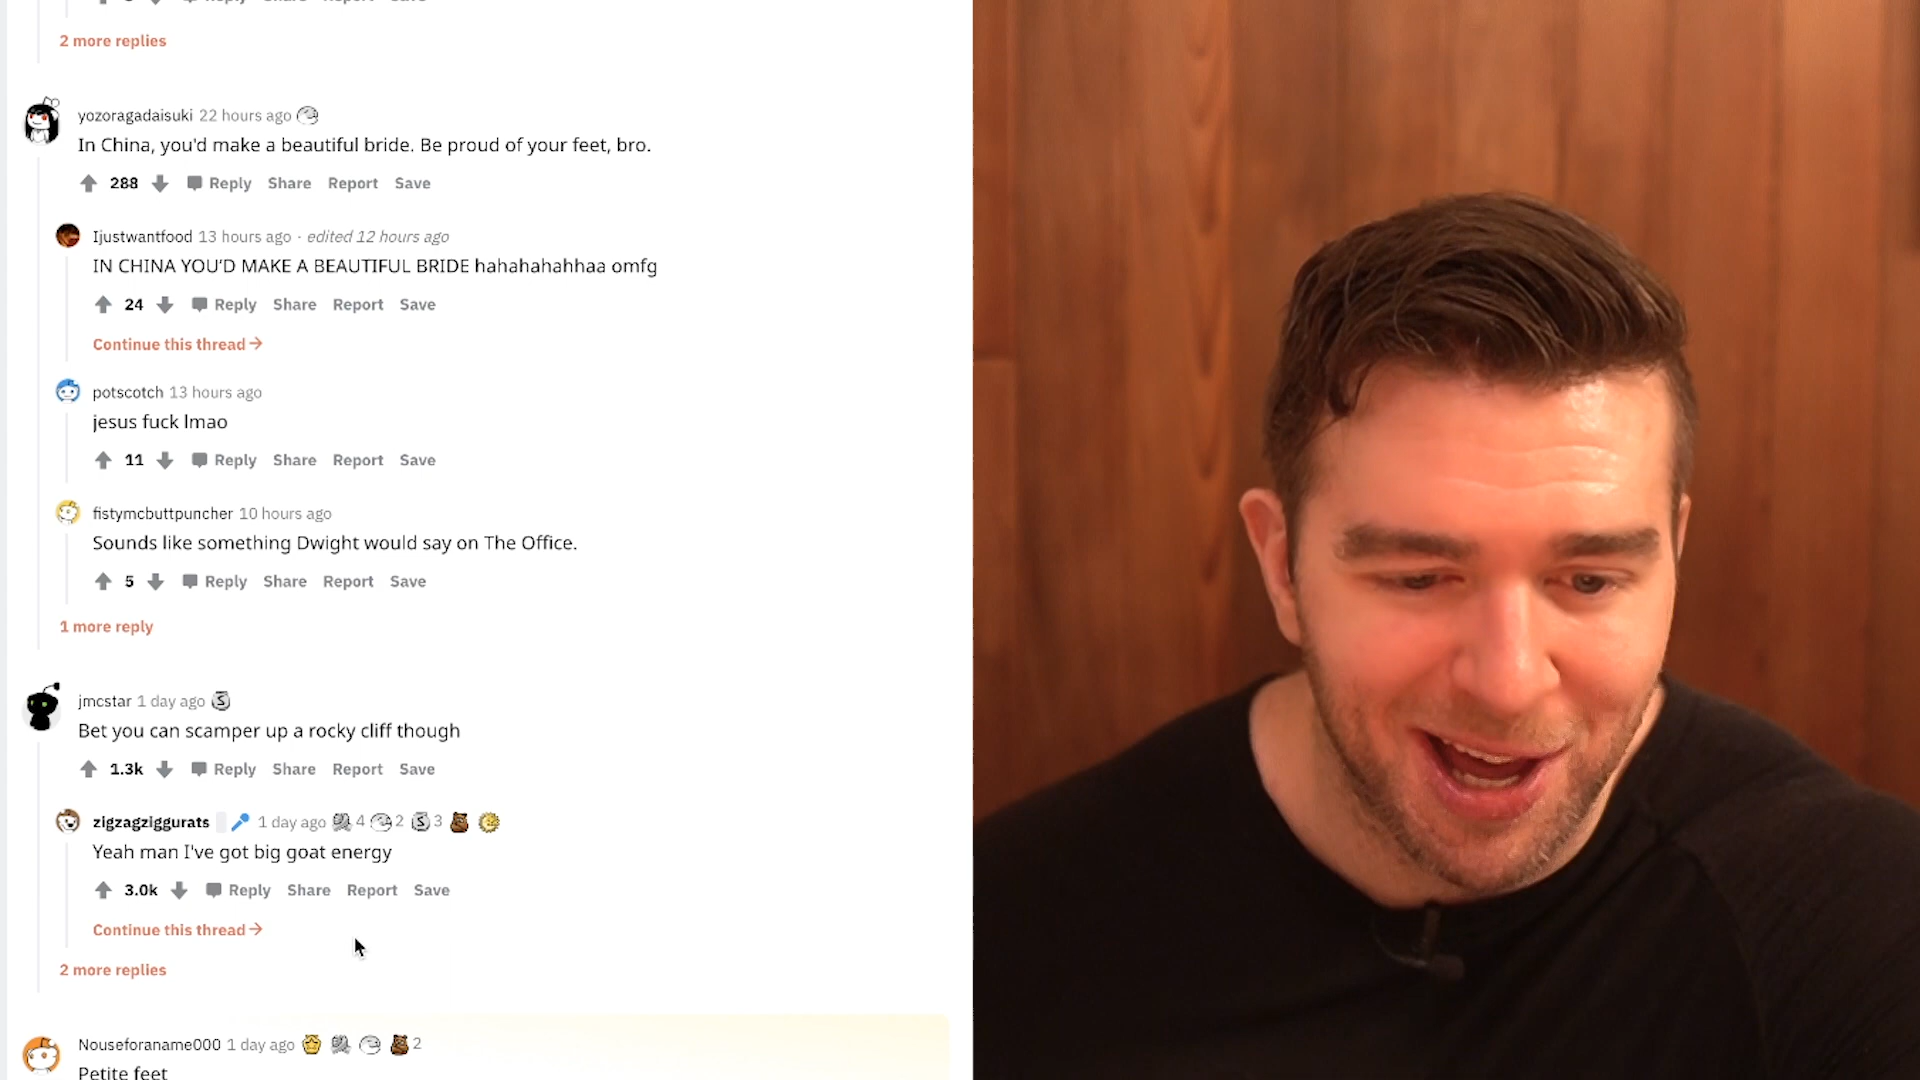 Reply Share Report Save
2 more replies
yozoragadaisuki 22 hours ago
In China, you'd make a beautiful bride. Be proud of your feet, bro.
288 Reply Share Report Save
Ijustwantfood 13 hours ago · edited 12 hours ago
IN CHINA YOU'D MAKE A BEAUTIFUL BRIDE hahahahahhaa omfg
24 Reply Share Report Save
Continue this thread →
potscotch 13 hours ago
jesus fuck lmao
11 Reply Share Report Save
fistymcbuttpuncher 10 hours ago
Sounds like something Dwight would say on The Office.
5 Reply Share Report Save
1 more reply
jmcstar 1 day ago
Bet you can scamper up a rocky cliff though
1.3k Reply Share Report Save
zigzagziggurats 1 day ago 4 2 3
Yeah man I've got big goat energy
3.0k Reply Share Report Save
Continue this thread →
2 more replies
Nouseforaname000 1 day ago 2
Petite feet